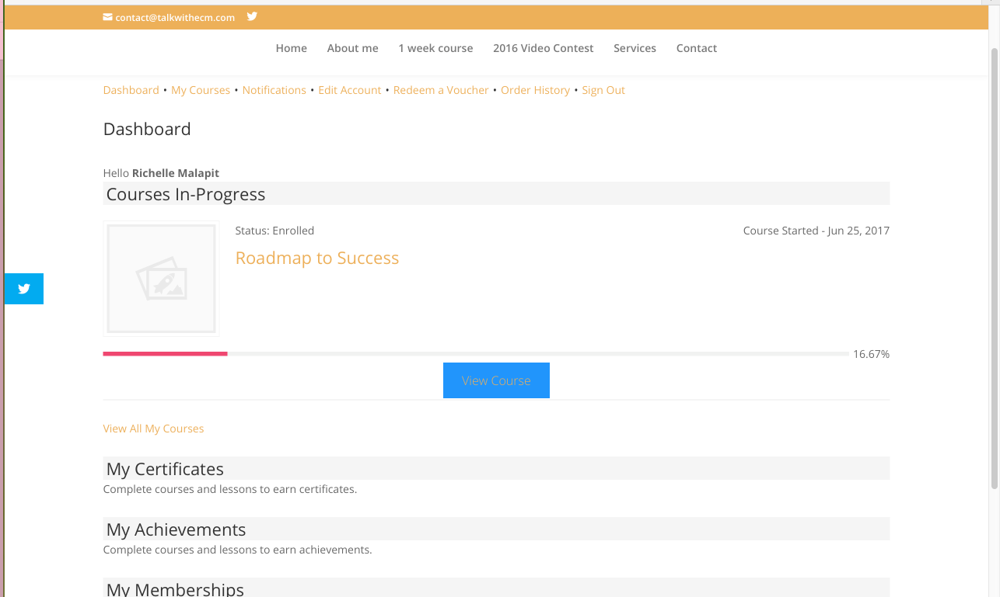 contact@talkwithecm.com
Home About me 1 week course 2016 Video Contest Services Contact
Dashboard • My Courses • Notifications • Edit Account • Redeem a Voucher • Order History • Sign Out
Dashboard
Hello Richelle Malapit
Courses In-Progress
Status: Enrolled Course Started - Jun 25, 2017
Roadmap to Success
16.67%
View Course
View All My Courses
My Certificates
Complete courses and lessons to earn certificates.
My Achievements
Complete courses and lessons to earn achievements.
My Memberships